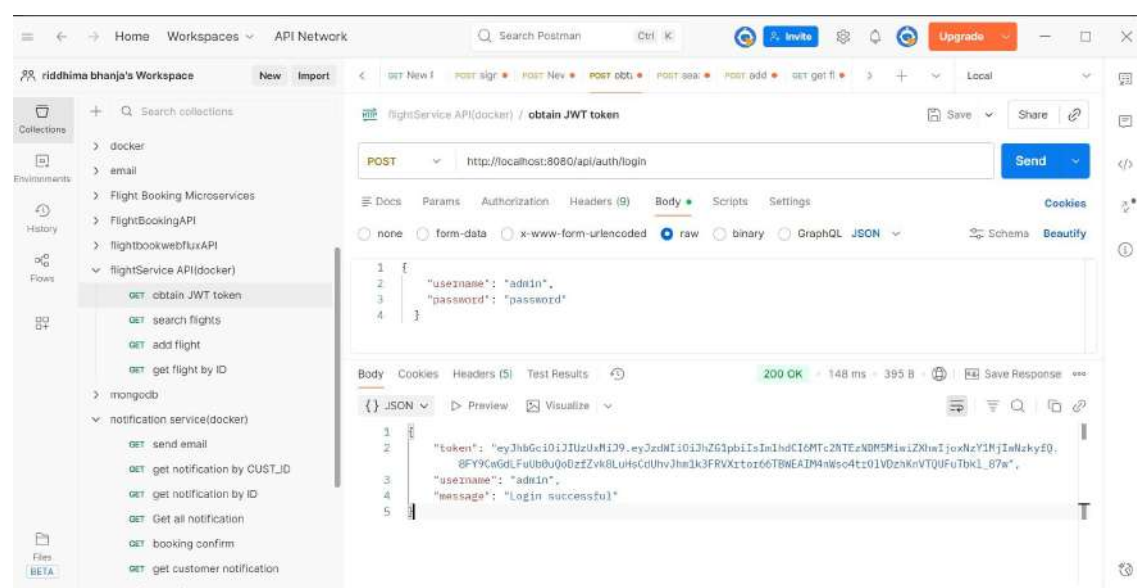 Home Workspaces API Network Search Postman Ctrl K Invite Upgrade
riddhima bhanja's Workspace New Import
POST sigr POST Nev POST obt POST sea POST add GET get fl Local
Collections
Environments
History
Flows
Files
BETA
Search collections
docker
email
Flight Booking Microservices
FlightBookingAPI
flightbookwebfluxAPI
flightService API(docker)
GET obtain JWT token
GET search flights
GET add flight
GET get flight by ID
mongodb
notification service(docker)
GET send email
GET get notification by CUST_ID
GET get notification by ID
GET Get all notification
GET booking confirm
GET get customer notification
HTTP flightService API(docker) / obtain JWT token Save Share
POST http://localhost:8080/api/auth/login Send
Docs Params Authorization Headers (9) Body Scripts Settings Cookies
none form-data x-www-form-urlencoded raw binary GraphQL JSON Schema Beautify
1 {
2 "username": "admin",
3 "password": "password"
4 }
Body Cookies Headers (5) Test Results 200 OK 148 ms 395 B Save Response
{} JSON Preview Visualize
1 {
2 "token":
3 "username": "admin",
4 "message": "Login successful"
5 }